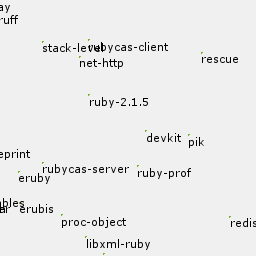 ay
ruff
stack-level
rubycas-client
net-http
rescue
ruby-2.1.5
devkit
pik
eprint
rubycas-server
ruby-prof
eruby
bles
erubis
proc-object
redis
libxml-ruby